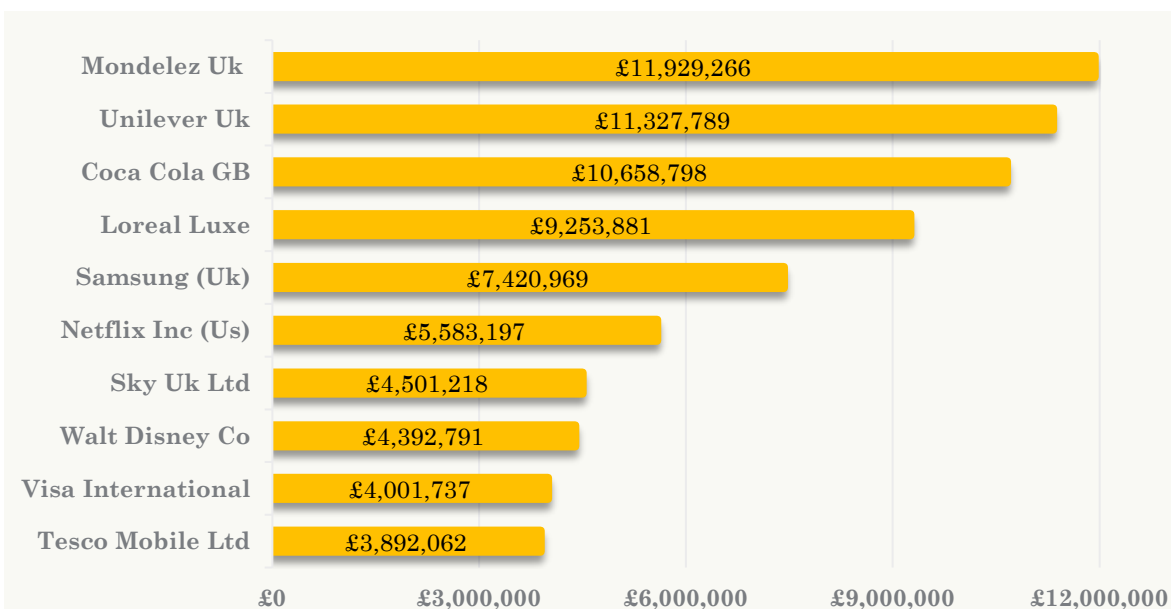 Mondelez Uk £11,929,266
Unilever Uk £11,327,789
Coca Cola GB £10,658,798
Loreal Luxe £9,253,881
Samsung (Uk) £7,420,969
Netflix Inc (Us) £5,583,197
Sky Uk Ltd £4,501,218
Walt Disney Co £4,392,791
Visa International £4,001,737
Tesco Mobile Ltd £3,892,062
£0 £3,000,000 £6,000,000 £9,000,000 £12,000,000